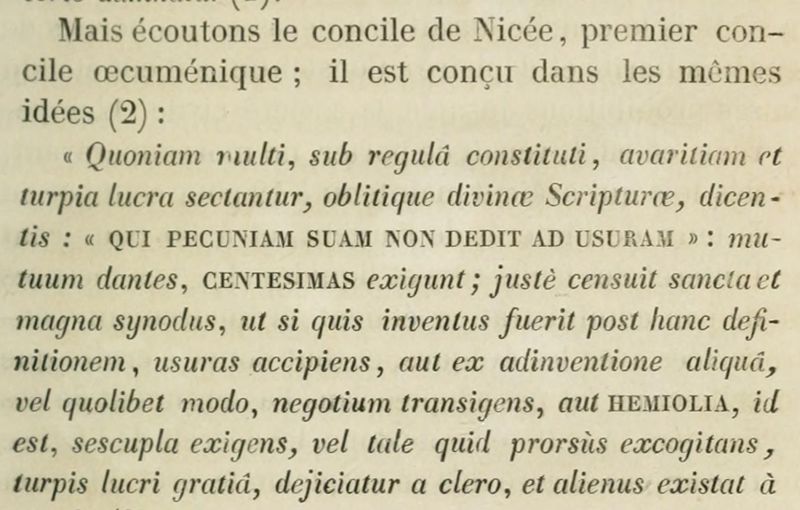 Mais écoutons le concile de Nicée, premier con-
cile œcuménique ; il est conçu dans les mêmes
idées (2) :
« Quoniam multi, sub regulâ constituti, avaritiam et
turpia lucra sectantur, oblitique divinæ Scripturæ, dicen-
tis : « QUI PECUNIAM SUAM NON DEDIT AD USURAM » : mu-
tuum dantes, CENTESIMAS exigunt ; justè censuit sancta et
magna synodus, ut si quis inventus fuerit post hanc defi-
nitionem, usuras accipiens, aut ex adinventione aliquâ,
vel quolibet modo, negotium transigens, aut HEMIOLIA, id
est, sescupla exigens, vel tale quid prorsùs excogitans,
turpis lucri gratiâ, dejiciatur a clero, et alienus existat à